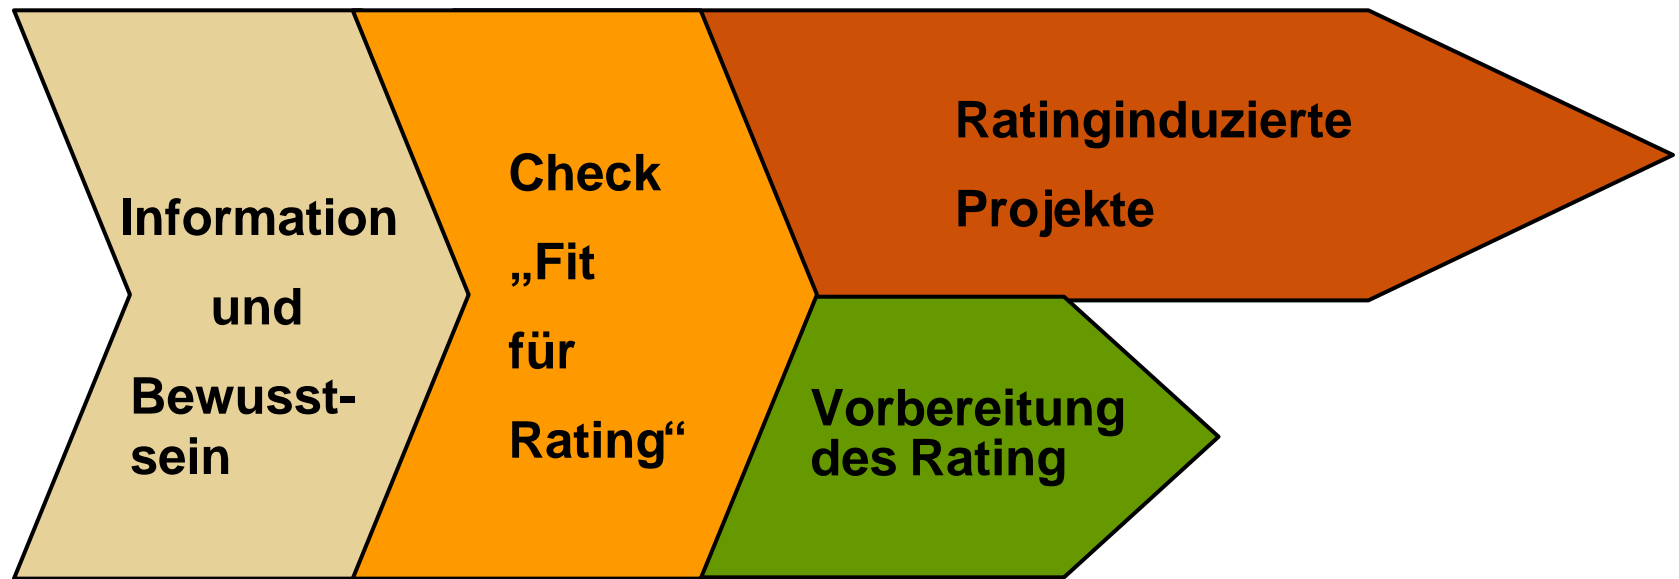 Information
und
Bewusst-
sein
Check
„Fit
für
Rating“
Ratinginduzierte
Projekte
Vorbereitung
des Rating